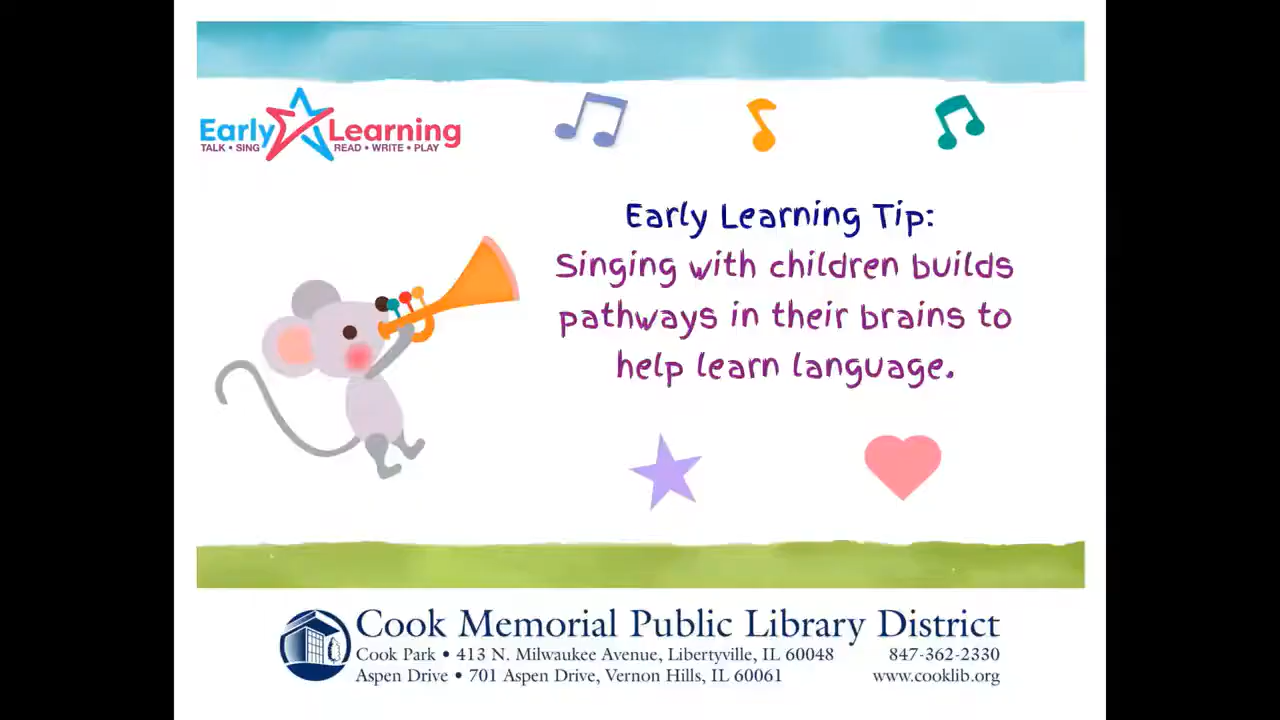 Early Learning
TALK • SING READ • WRITE • PLAY
Early Learning Tip:
Singing with children builds
pathways in their brains to
help learn language.
Cook Memorial Public Library District
Cook Park • 413 N. Milwaukee Avenue, Libertyville, IL 60048 847-362-2330
Aspen Drive • 701 Aspen Drive, Vernon Hills, IL 60061 www.cooklib.org